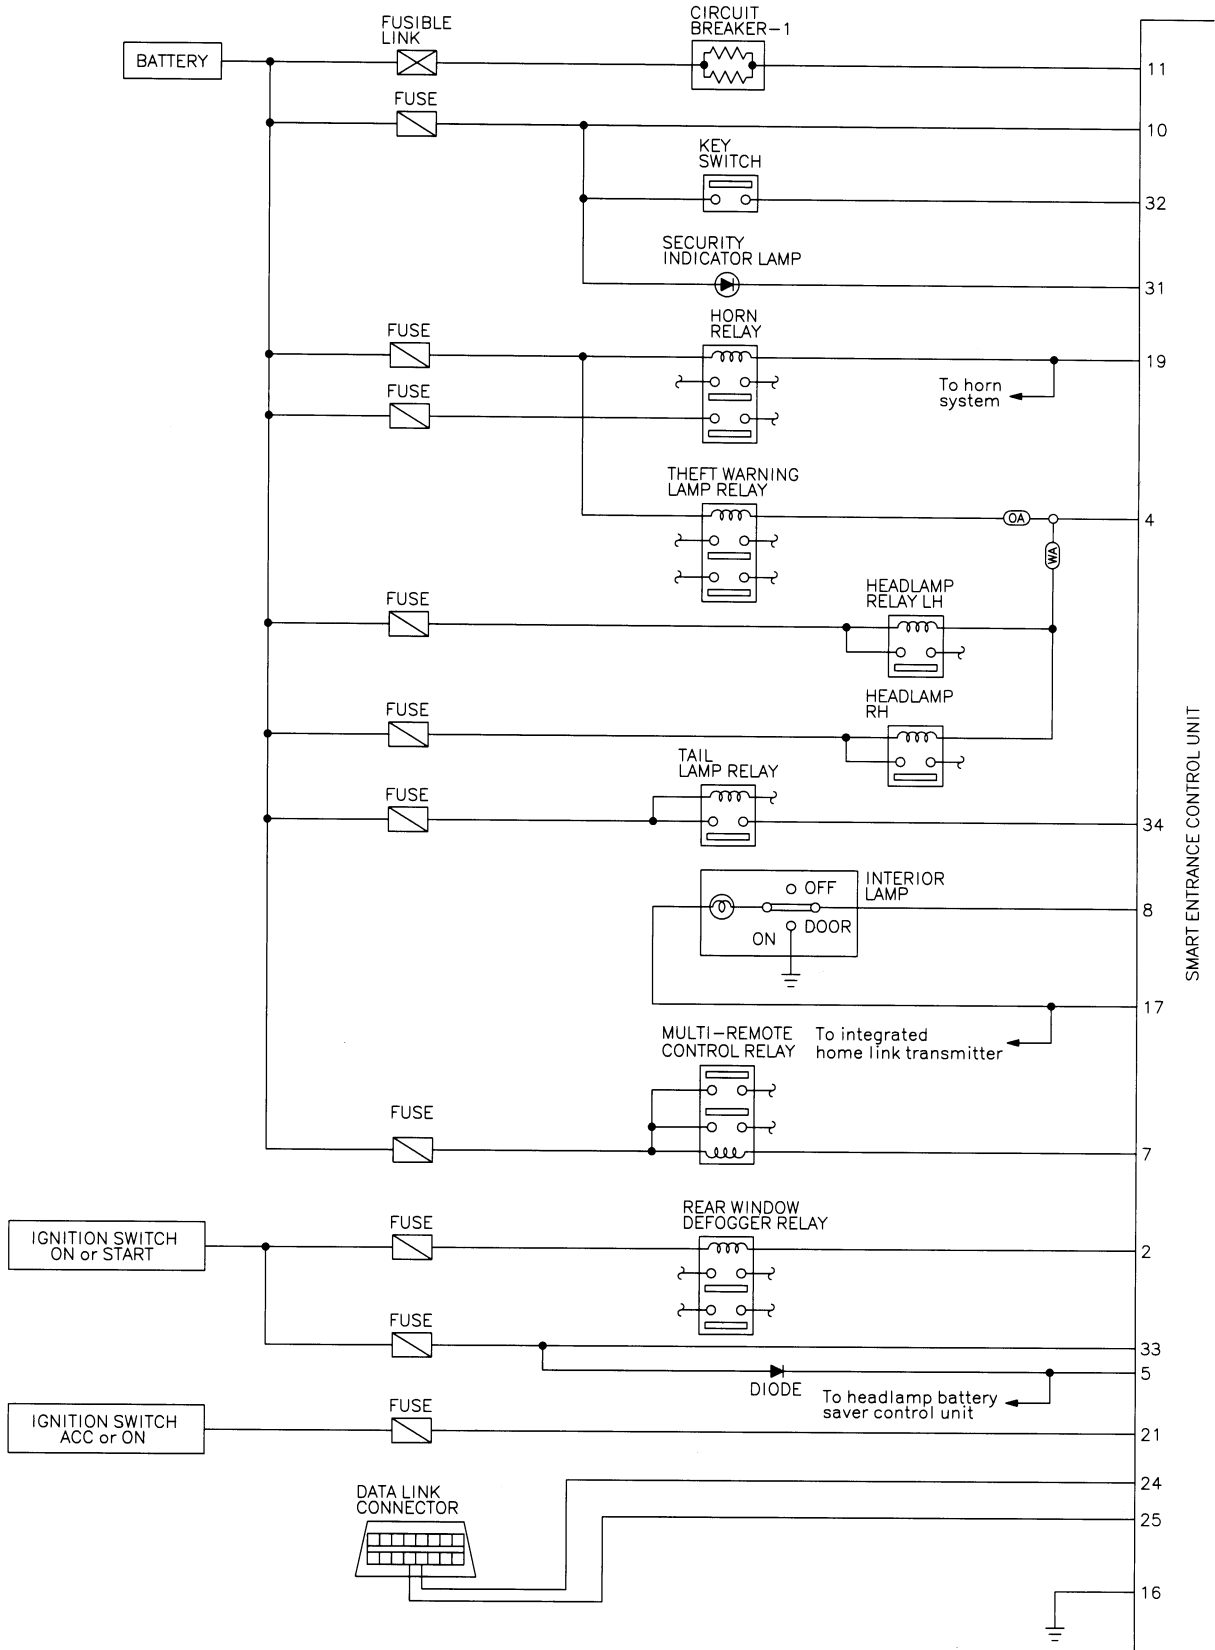 FUSIBLE
LINK
CIRCUIT
BREAKER-1
BATTERY
11
FUSE
10
KEY
SWITCH
32
SECURITY
INDICATOR LAMP
31
HORN
RELAY
FUSE
19
To horn
system
FUSE
THEFT WARNING
LAMP RELAY
OA
4
WA
HEADLAMP
RELAY LH
FUSE
HEADLAMP
RH
FUSE
TAIL
LAMP RELAY
FUSE
34
SMART ENTRANCE CONTROL UNIT
INTERIOR
LAMP
OFF
8
DOOR
ON
17
MULTI-REMOTE
CONTROL RELAY
To integrated
home link transmitter
FUSE
7
REAR WINDOW
DEFOGGER RELAY
IGNITION SWITCH
ON or START
FUSE
2
FUSE
33
5
DIODE
To headlamp battery
saver control unit
IGNITION SWITCH
ACC or ON
FUSE
21
24
DATA LINK
CONNECTOR
25
16